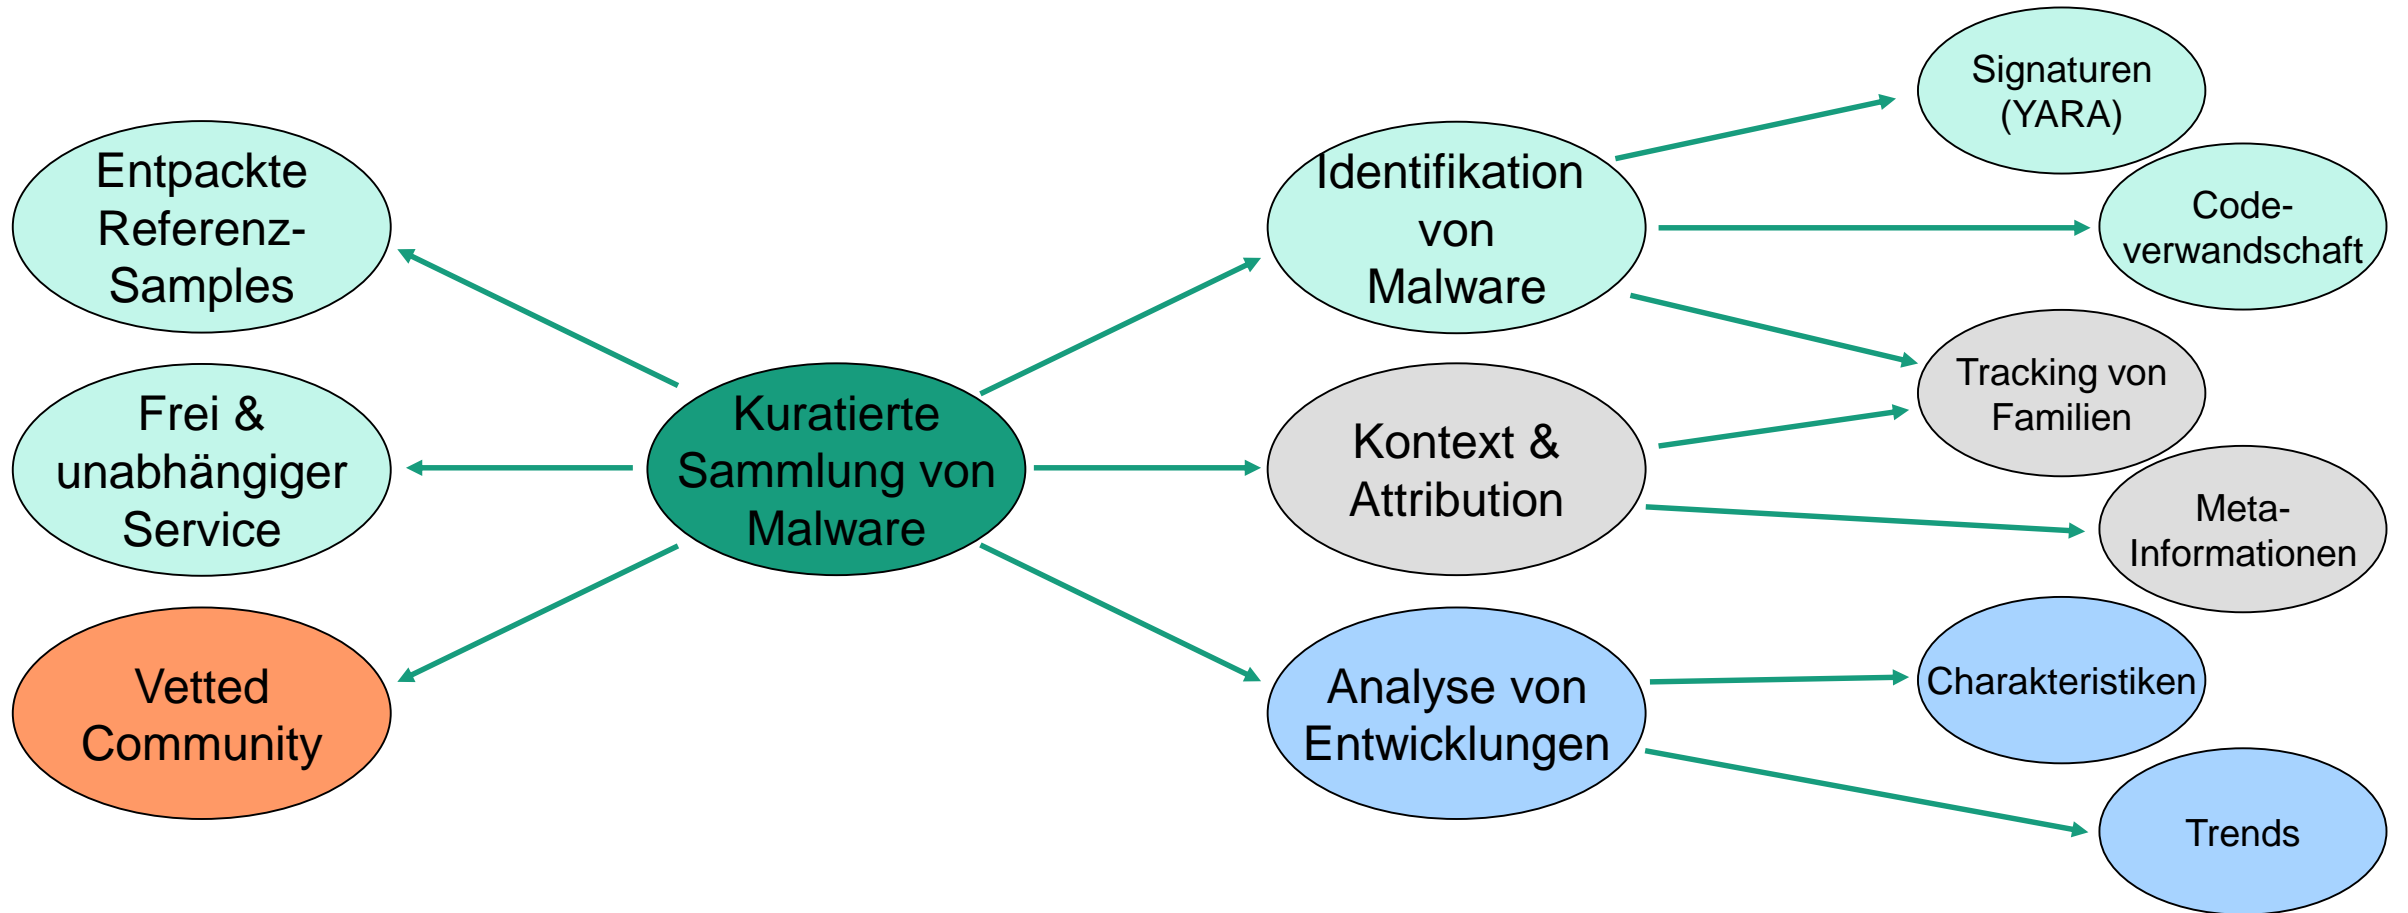 Entpackte
Referenz-
Samples
Frei &
unabhängiger
Service
Vetted
Community
Kuratierte
Sammlung von
Malware
Identifikation
von
Malware
Kontext &
Attribution
Analyse von
Entwicklungen
Signaturen
(YARA)
Code-
verwandschaft
Tracking von
Familien
Meta-
Informationen
Charakteristiken
Trends